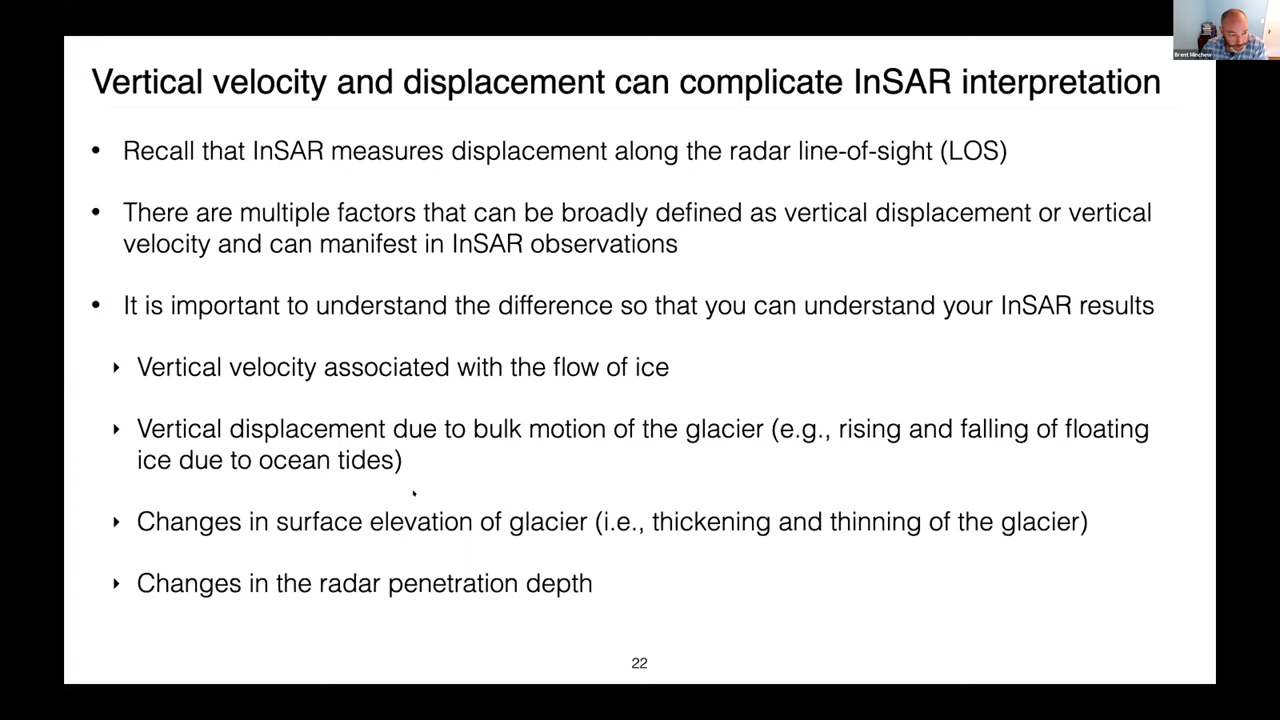 Brent Minchew
Vertical velocity and displacement can complicate InSAR interpretation
• Recall that InSAR measures displacement along the radar line-of-sight (LOS)
• There are multiple factors that can be broadly defined as vertical displacement or vertical
velocity and can manifest in InSAR observations
• It is important to understand the difference so that you can understand your InSAR results
‣ Vertical velocity associated with the flow of ice
‣ Vertical displacement due to bulk motion of the glacier (e.g., rising and falling of floating
ice due to ocean tides)
‣ Changes in surface elevation of glacier (i.e., thickening and thinning of the glacier)
‣ Changes in the radar penetration depth
22